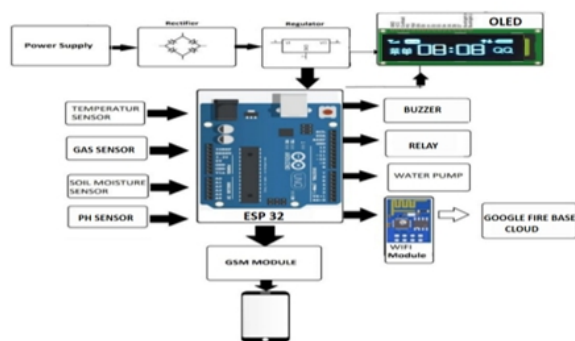 Power Supply
Rectifier
Regulator
OLED
08:08
TEMPERATUR
SENSOR
GAS SENSOR
SOIL MOISTURE
SENSOR
PH SENSOR
UNO
ESP 32
BUZZER
RELAY
WATER PUMP
WIFI
Module
GOOGLE FIRE BASE
CLOUD
GSM MODULE